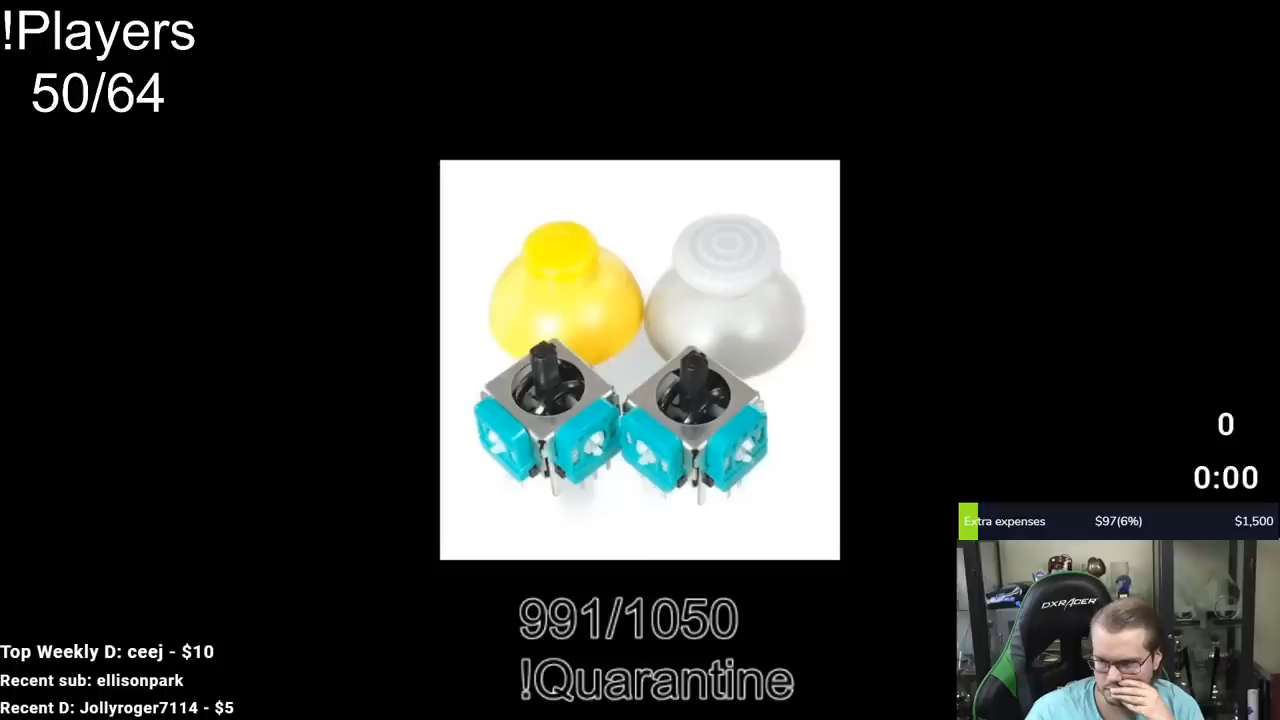 !Players
50/64
0
0:00
Extra expenses $97(6%) $1,500
DXRACER
991/1050
!Quarantine
Top Weekly D: ceej - $10
Recent sub: ellisonpark
Recent D: Jollyroger7114 - $5